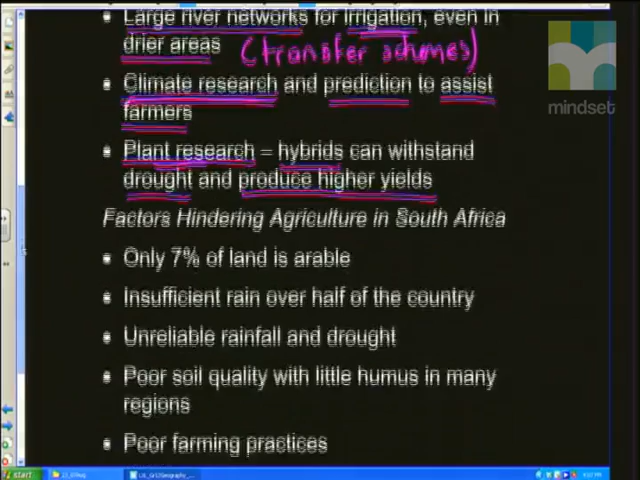 • Large river networks for irrigation, even in
drier areas (transfer schemes)
• Climate research and prediction to assist
farmers
• Plant research – hybrids can withstand
drought and produce higher yields
Factors Hindering Agriculture in South Africa
• Only 7% of land is arable
• Insufficient rain over half of the country
• Unreliable rainfall and drought
• Poor soil quality with little humus in many
regions
• Poor farming practices
mindset
start